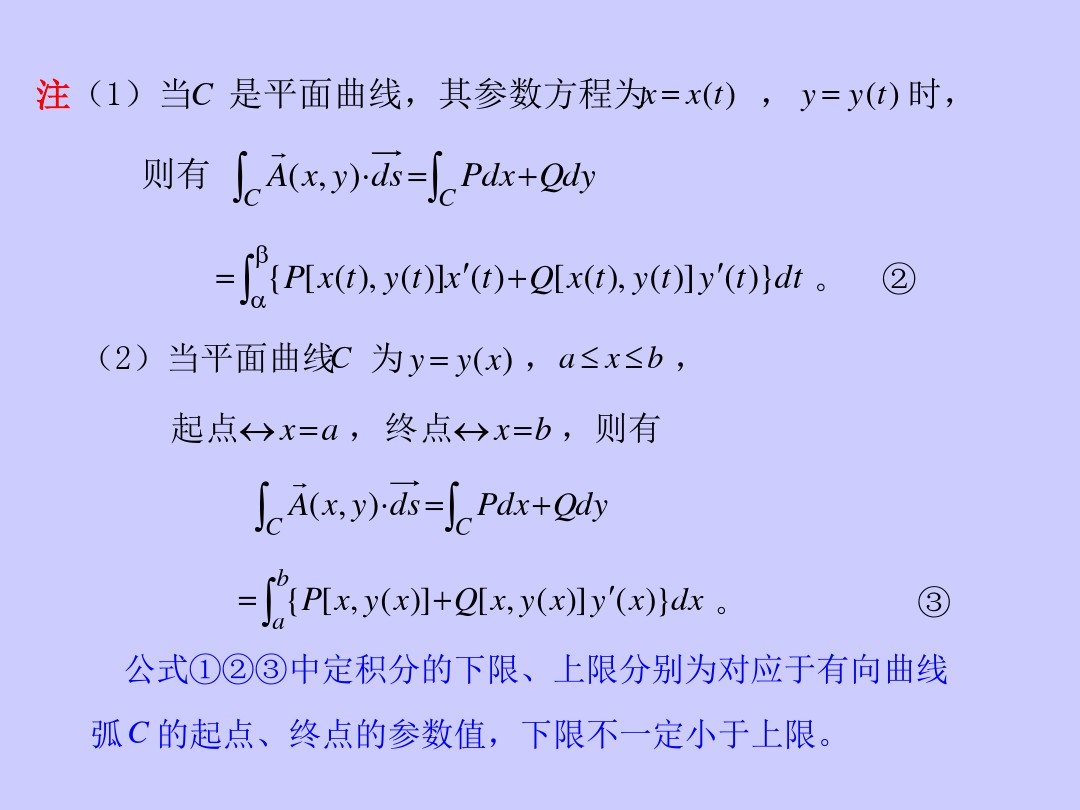 注（1）当C 是平面曲线，其参数方程为x = x(t) ，y = y(t) 时，
则有 ∫_C A⃗(x, y)·d⃗s = ∫_C Pdx+Qdy
= ∫_α^β {P[x(t), y(t)]x′(t)+Q[x(t), y(t)]y′(t)}dt 。 ②
（2）当平面曲线C 为 y = y(x) ，a ≤ x ≤ b ，
起点↔x=a ，终点↔x=b ，则有
∫_C A⃗(x, y)·d⃗s = ∫_C Pdx+Qdy
= ∫_a^b {P[x, y(x)]+Q[x, y(x)]y′(x)}dx 。 ③
公式①②③中定积分的下限、上限分别为对应于有向曲线
弧 C 的起点、终点的参数值，下限不一定小于上限。